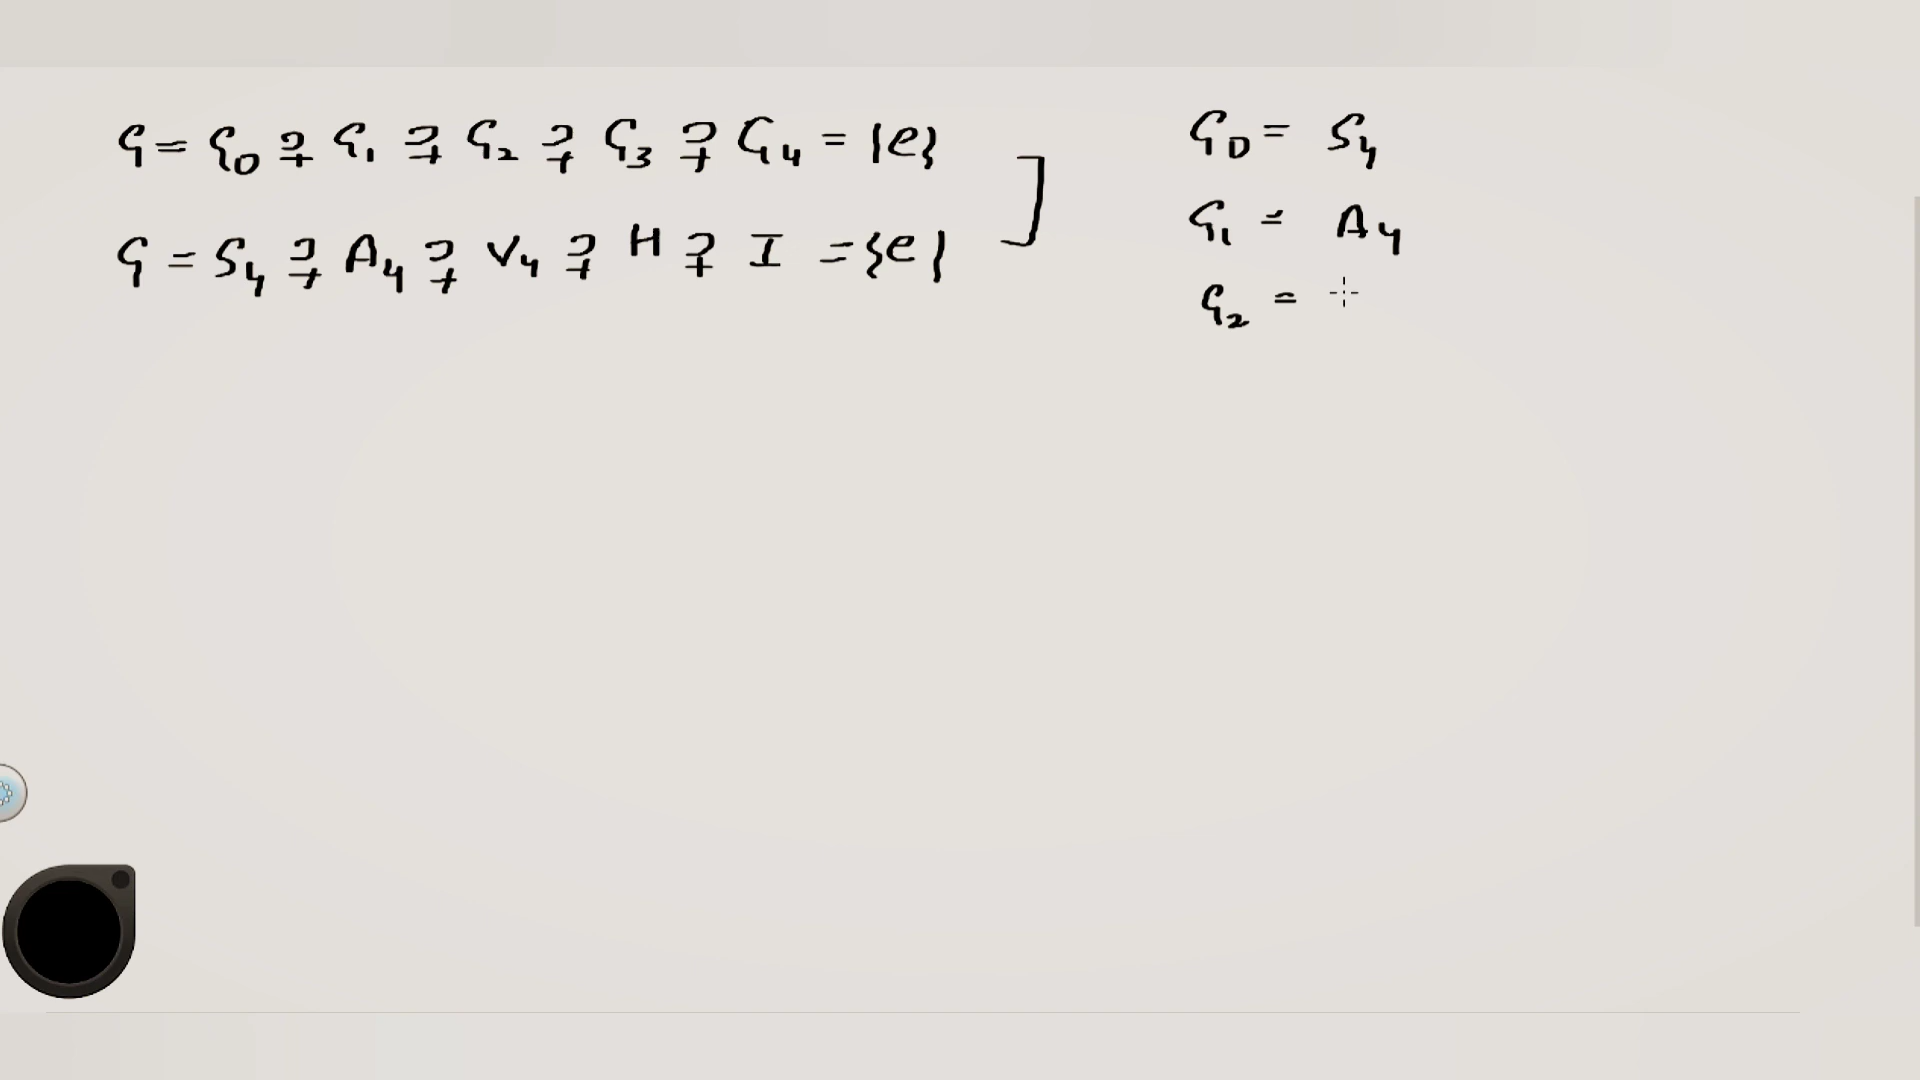 G = G₀ ⊋ G₁ ⊋ G₂ ⊋ G₃ ⊋ G₄ = {e}
G = S₄ ⊋ A₄ ⊋ V₄ ⊋ H ⊋ I = {e} ]
G₀ = S₄
G₁ = A₄
G₂ =